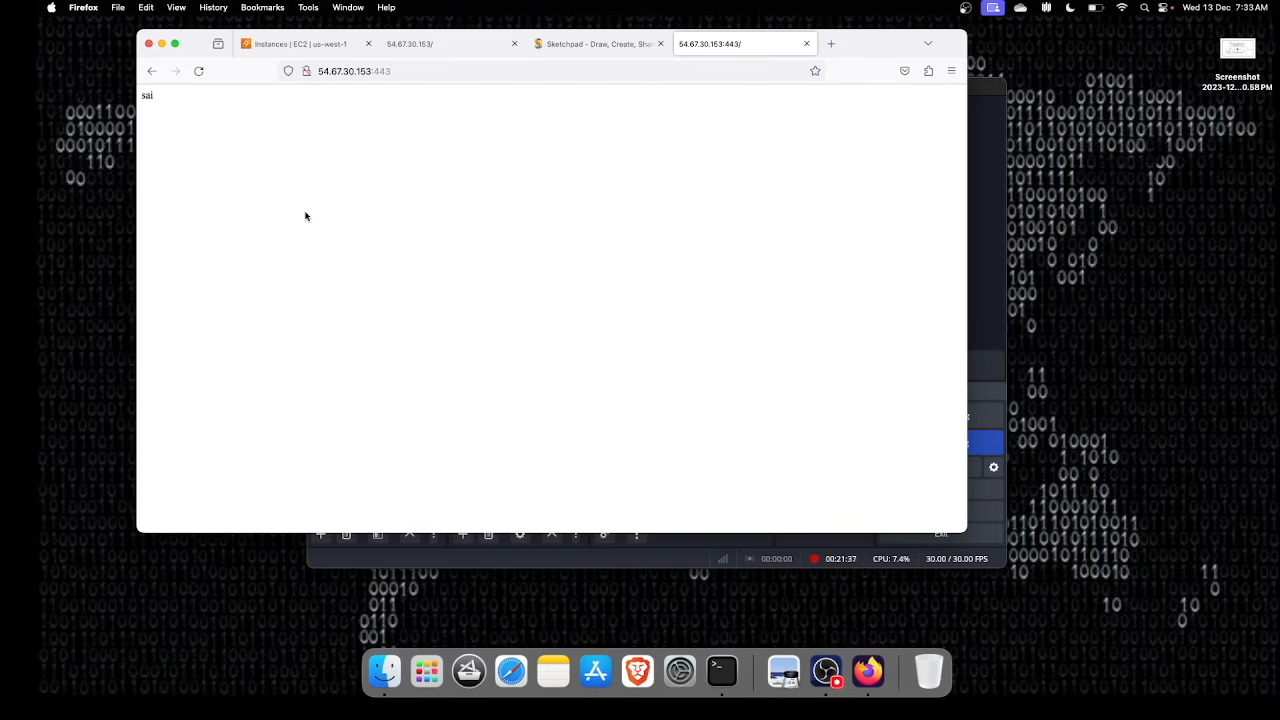 Firefox File Edit View History Bookmarks Tools Window Help
Wed 13 Dec 7:33 AM
Instances | EC2 | us-west-1
54.67.30.153/
Sketchpad - Draw, Create, Shar
54.67.30.153:443/
54.67.30.153:443
sai
Screenshot
2023-12...0.58 PM
Exit
00:00:00
00:21:37
CPU: 7.4%
30.00 / 30.00 FPS